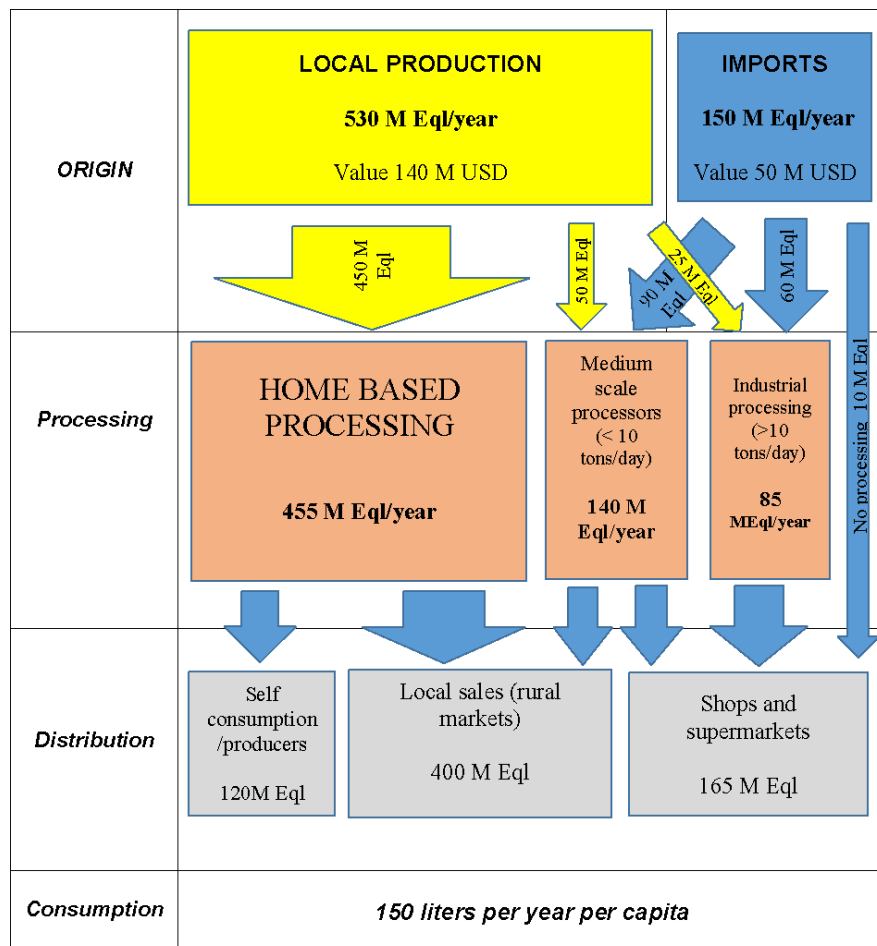 ORIGIN
LOCAL PRODUCTION
530 M Eql/year
Value 140 M USD
IMPORTS
150 M Eql/year
Value 50 M USD
450 M
Eql
50 M Eql
90 M
Eql
25 M Eql
60 M Eql
No processing 10 M Eql
Processing
HOME BASED
PROCESSING
455 M Eql/year
Medium
scale
processors
(< 10
tons/day)
140 M
Eql/year
Industrial
processing
(>10
tons/day)
85
MEql/year
Distribution
Self
consumption
/producers
120M Eql
Local sales (rural
markets)
400 M Eql
Shops and
supermarkets
165 M Eql
Consumption
150 liters per year per capita